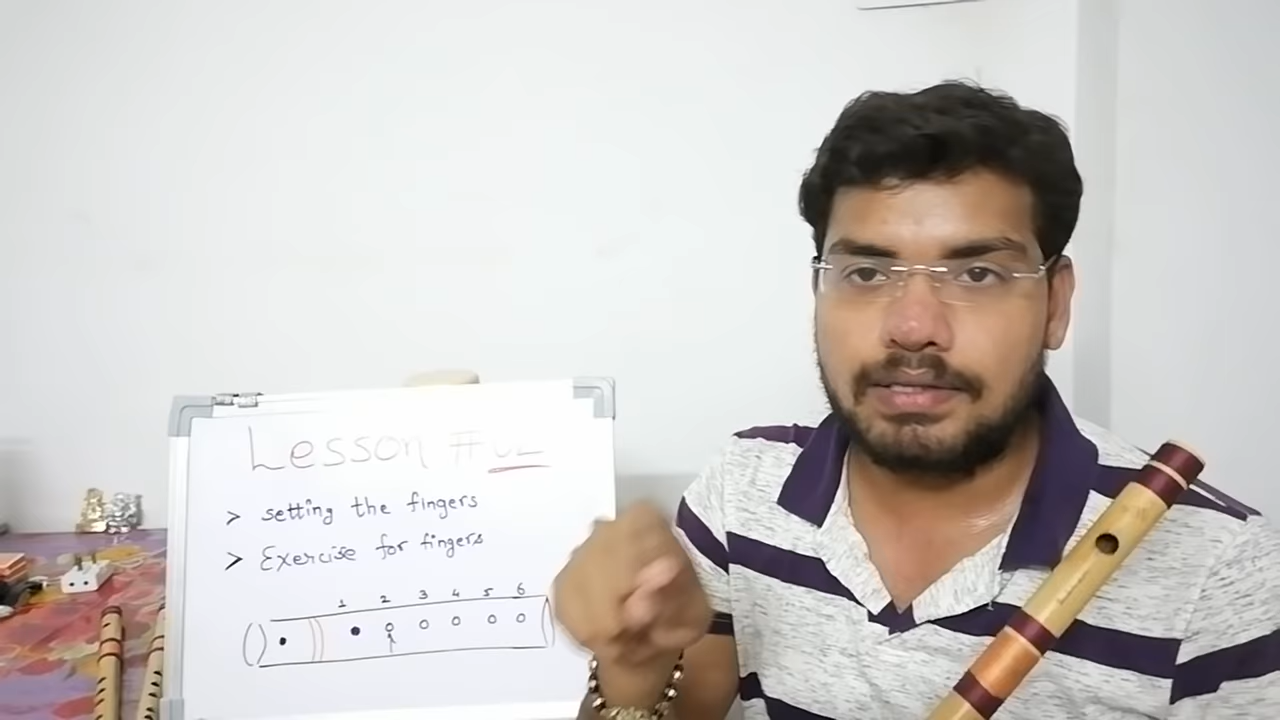 Lesson #02
> setting the fingers
> Exercise for fingers
1 2 3 4 5 6